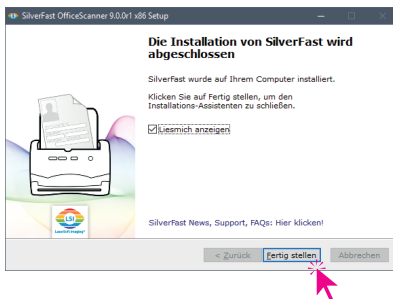 SilverFast OfficeScanner 9.0.0r1 x86 Setup
Die Installation von SilverFast wird
abgeschlossen
SilverFast wurde auf Ihrem Computer installiert.
Klicken Sie auf Fertig stellen, um den
Installations-Assistenten zu schließen.
Liesmich anzeigen
LSI
LaserSoft Imaging®
SilverFast News, Support, FAQs: Hier klicken!
< Zurück Fertig stellen Abbrechen